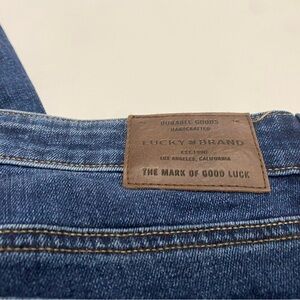 DURABLE GOODS
HANDCRAFTED
LUCKY BRAND
EST. 1990
LOS ANGELES, CALIFORNIA
THE MARK OF GOOD LUCK